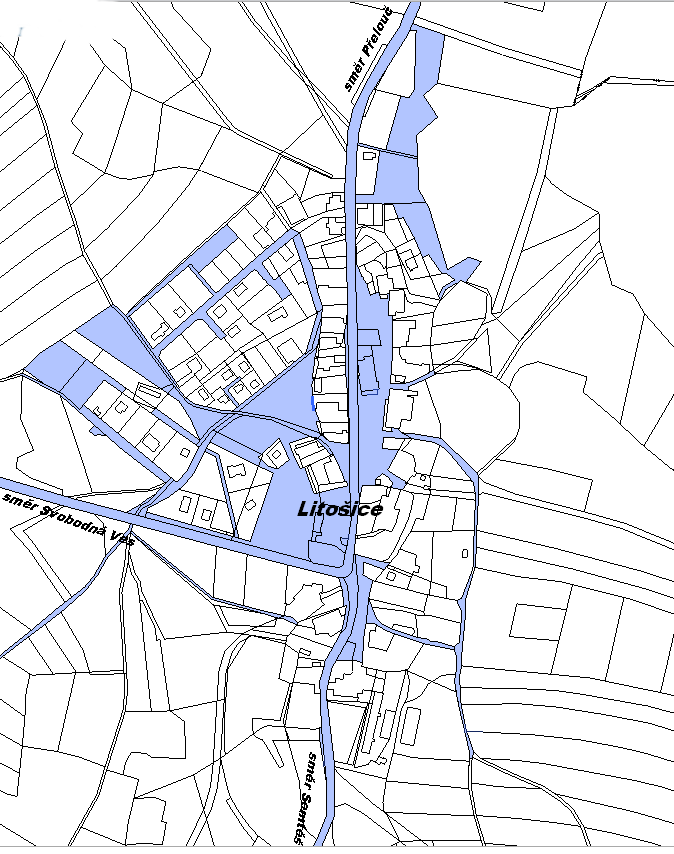 směr Přelouč
Litošice
směr Svobodná Ves
směr Semtěš